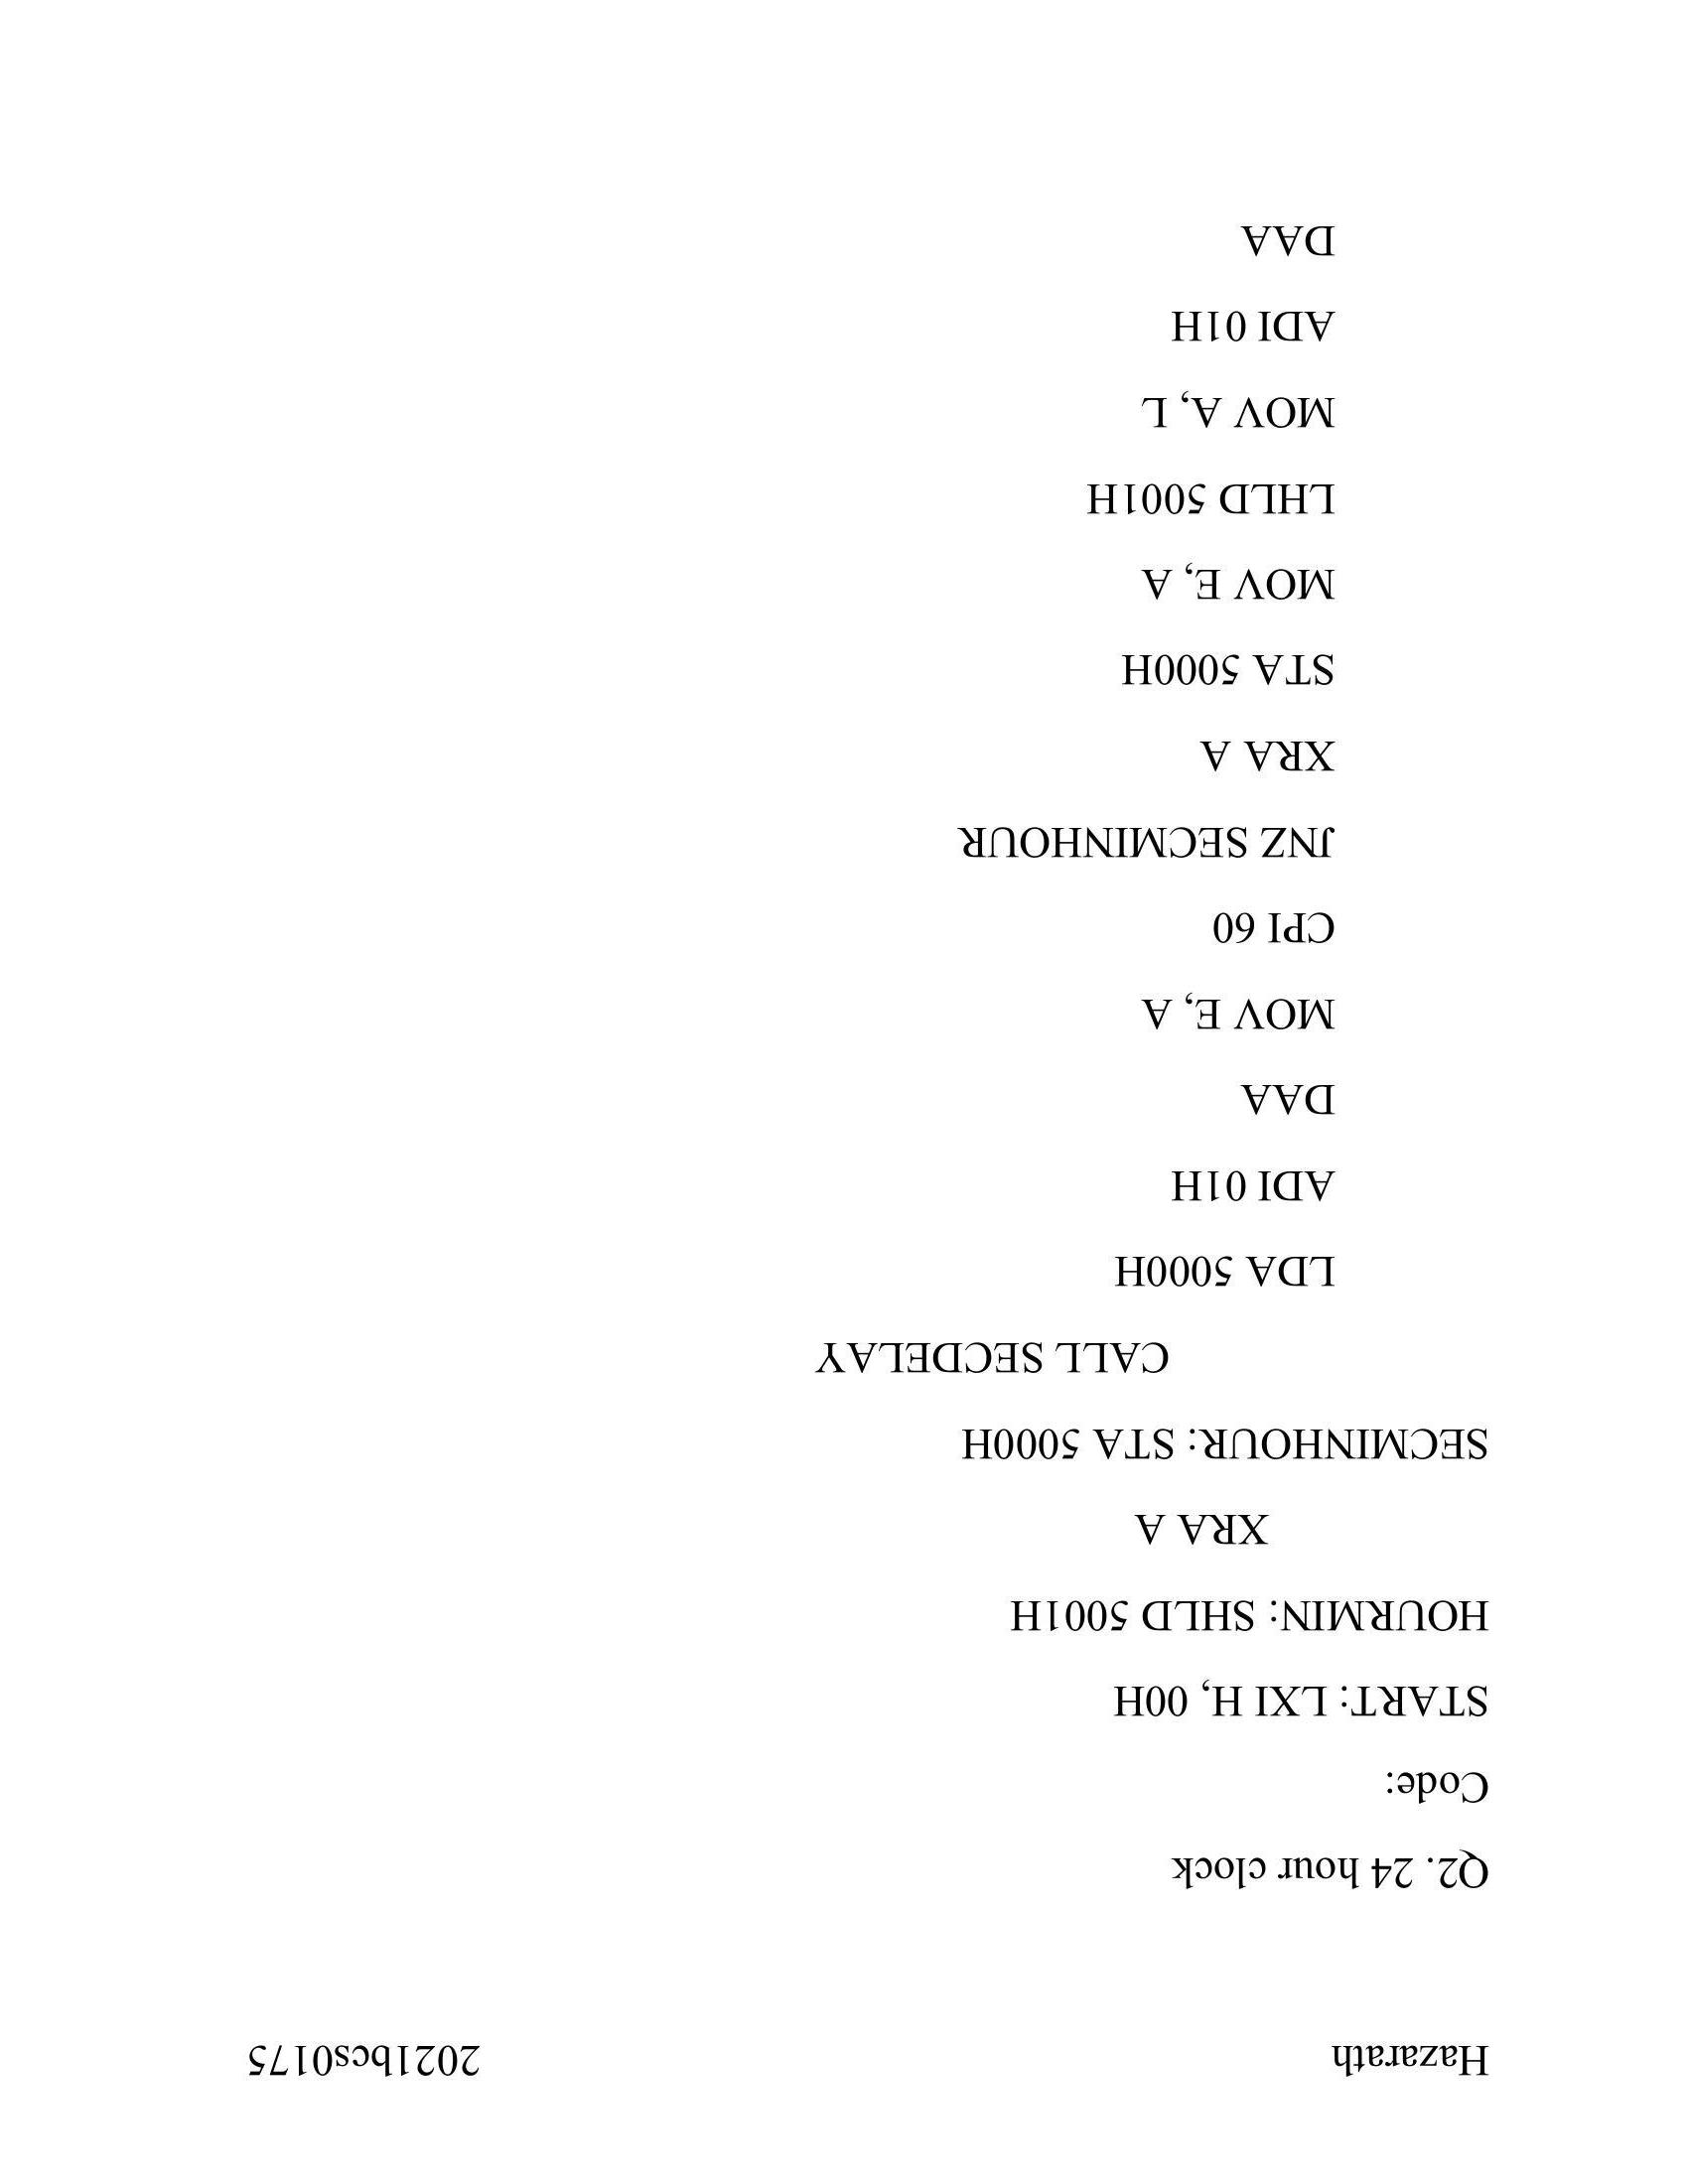 Hazarath 2021bcs0175
Q2. 24 hour clock
Code:
START: LXI H, 00H
HOURMIN: SHLD 5001H
XRA A
SECMINHOUR: STA 5000H
CALL SECDELAY
LDA 5000H
ADI 01H
DAA
MOV E, A
CPI 60
JNZ SECMINHOUR
XRA A
STA 5000H
MOV E, A
LHLD 5001H
MOV A, L
ADI 01H
DAA